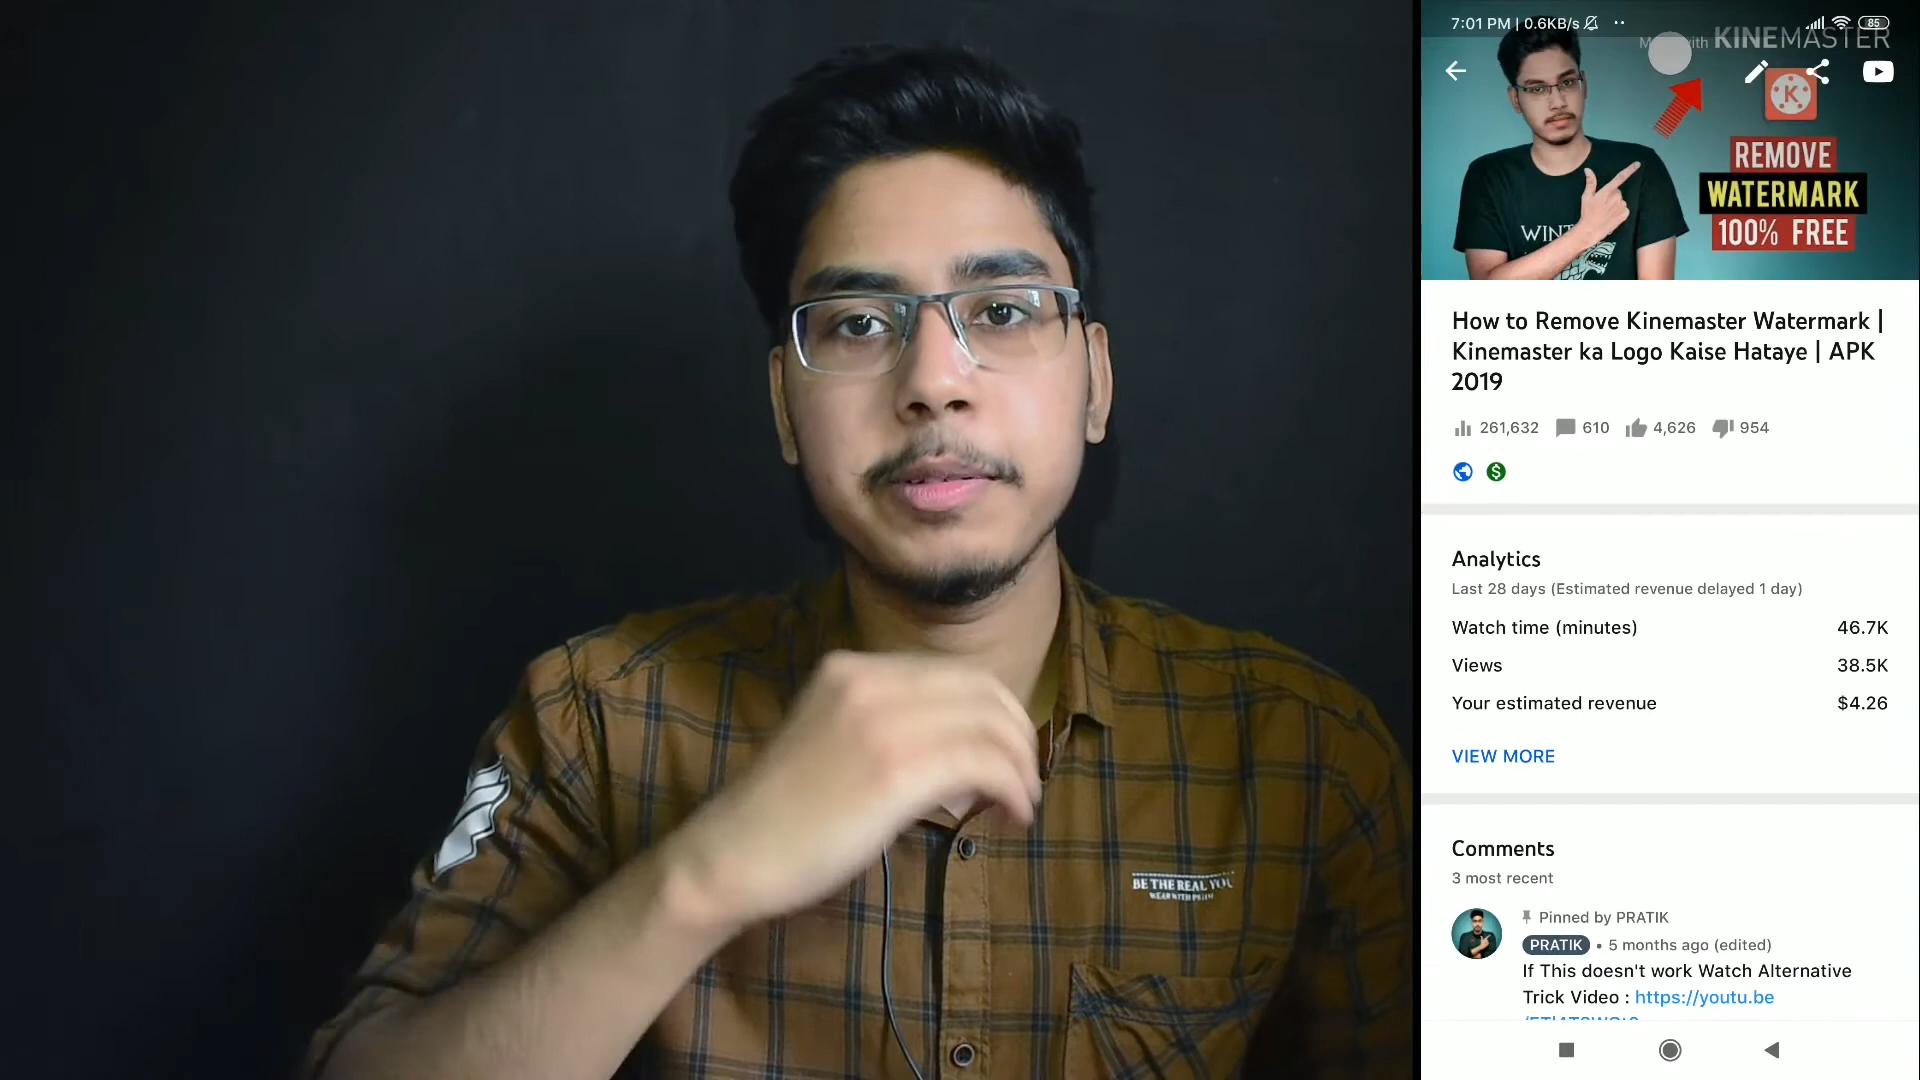 7:01 PM | 0.6KB/s
85
KINEMASTER
K
REMOVE
WATERMARK
100% FREE
How to Remove Kinemaster Watermark |
Kinemaster ka Logo Kaise Hataye | APK
2019
261,632 610 4,626 954
Analytics
Last 28 days (Estimated revenue delayed 1 day)
Watch time (minutes) 46.7K
Views 38.5K
Your estimated revenue $4.26
VIEW MORE
Comments
3 most recent
Pinned by PRATIK
PRATIK • 5 months ago (edited)
If This doesn't work Watch Alternative
Trick Video : https://youtu.be
BE THE REAL YOU